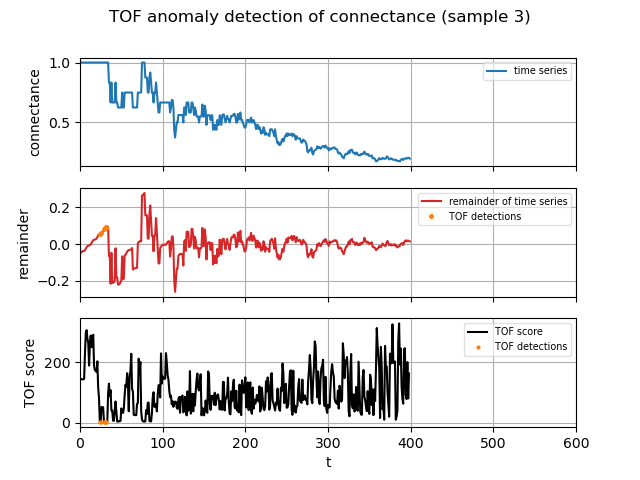 TOF anomaly detection of connectance (sample 3)
1.0
0.5
connectance
time series
0.2
0.0
−0.2
remainder
remainder of time series
TOF detections
200
0
TOF score
TOF score
TOF detections
0 100 200 300 400 500 600
t